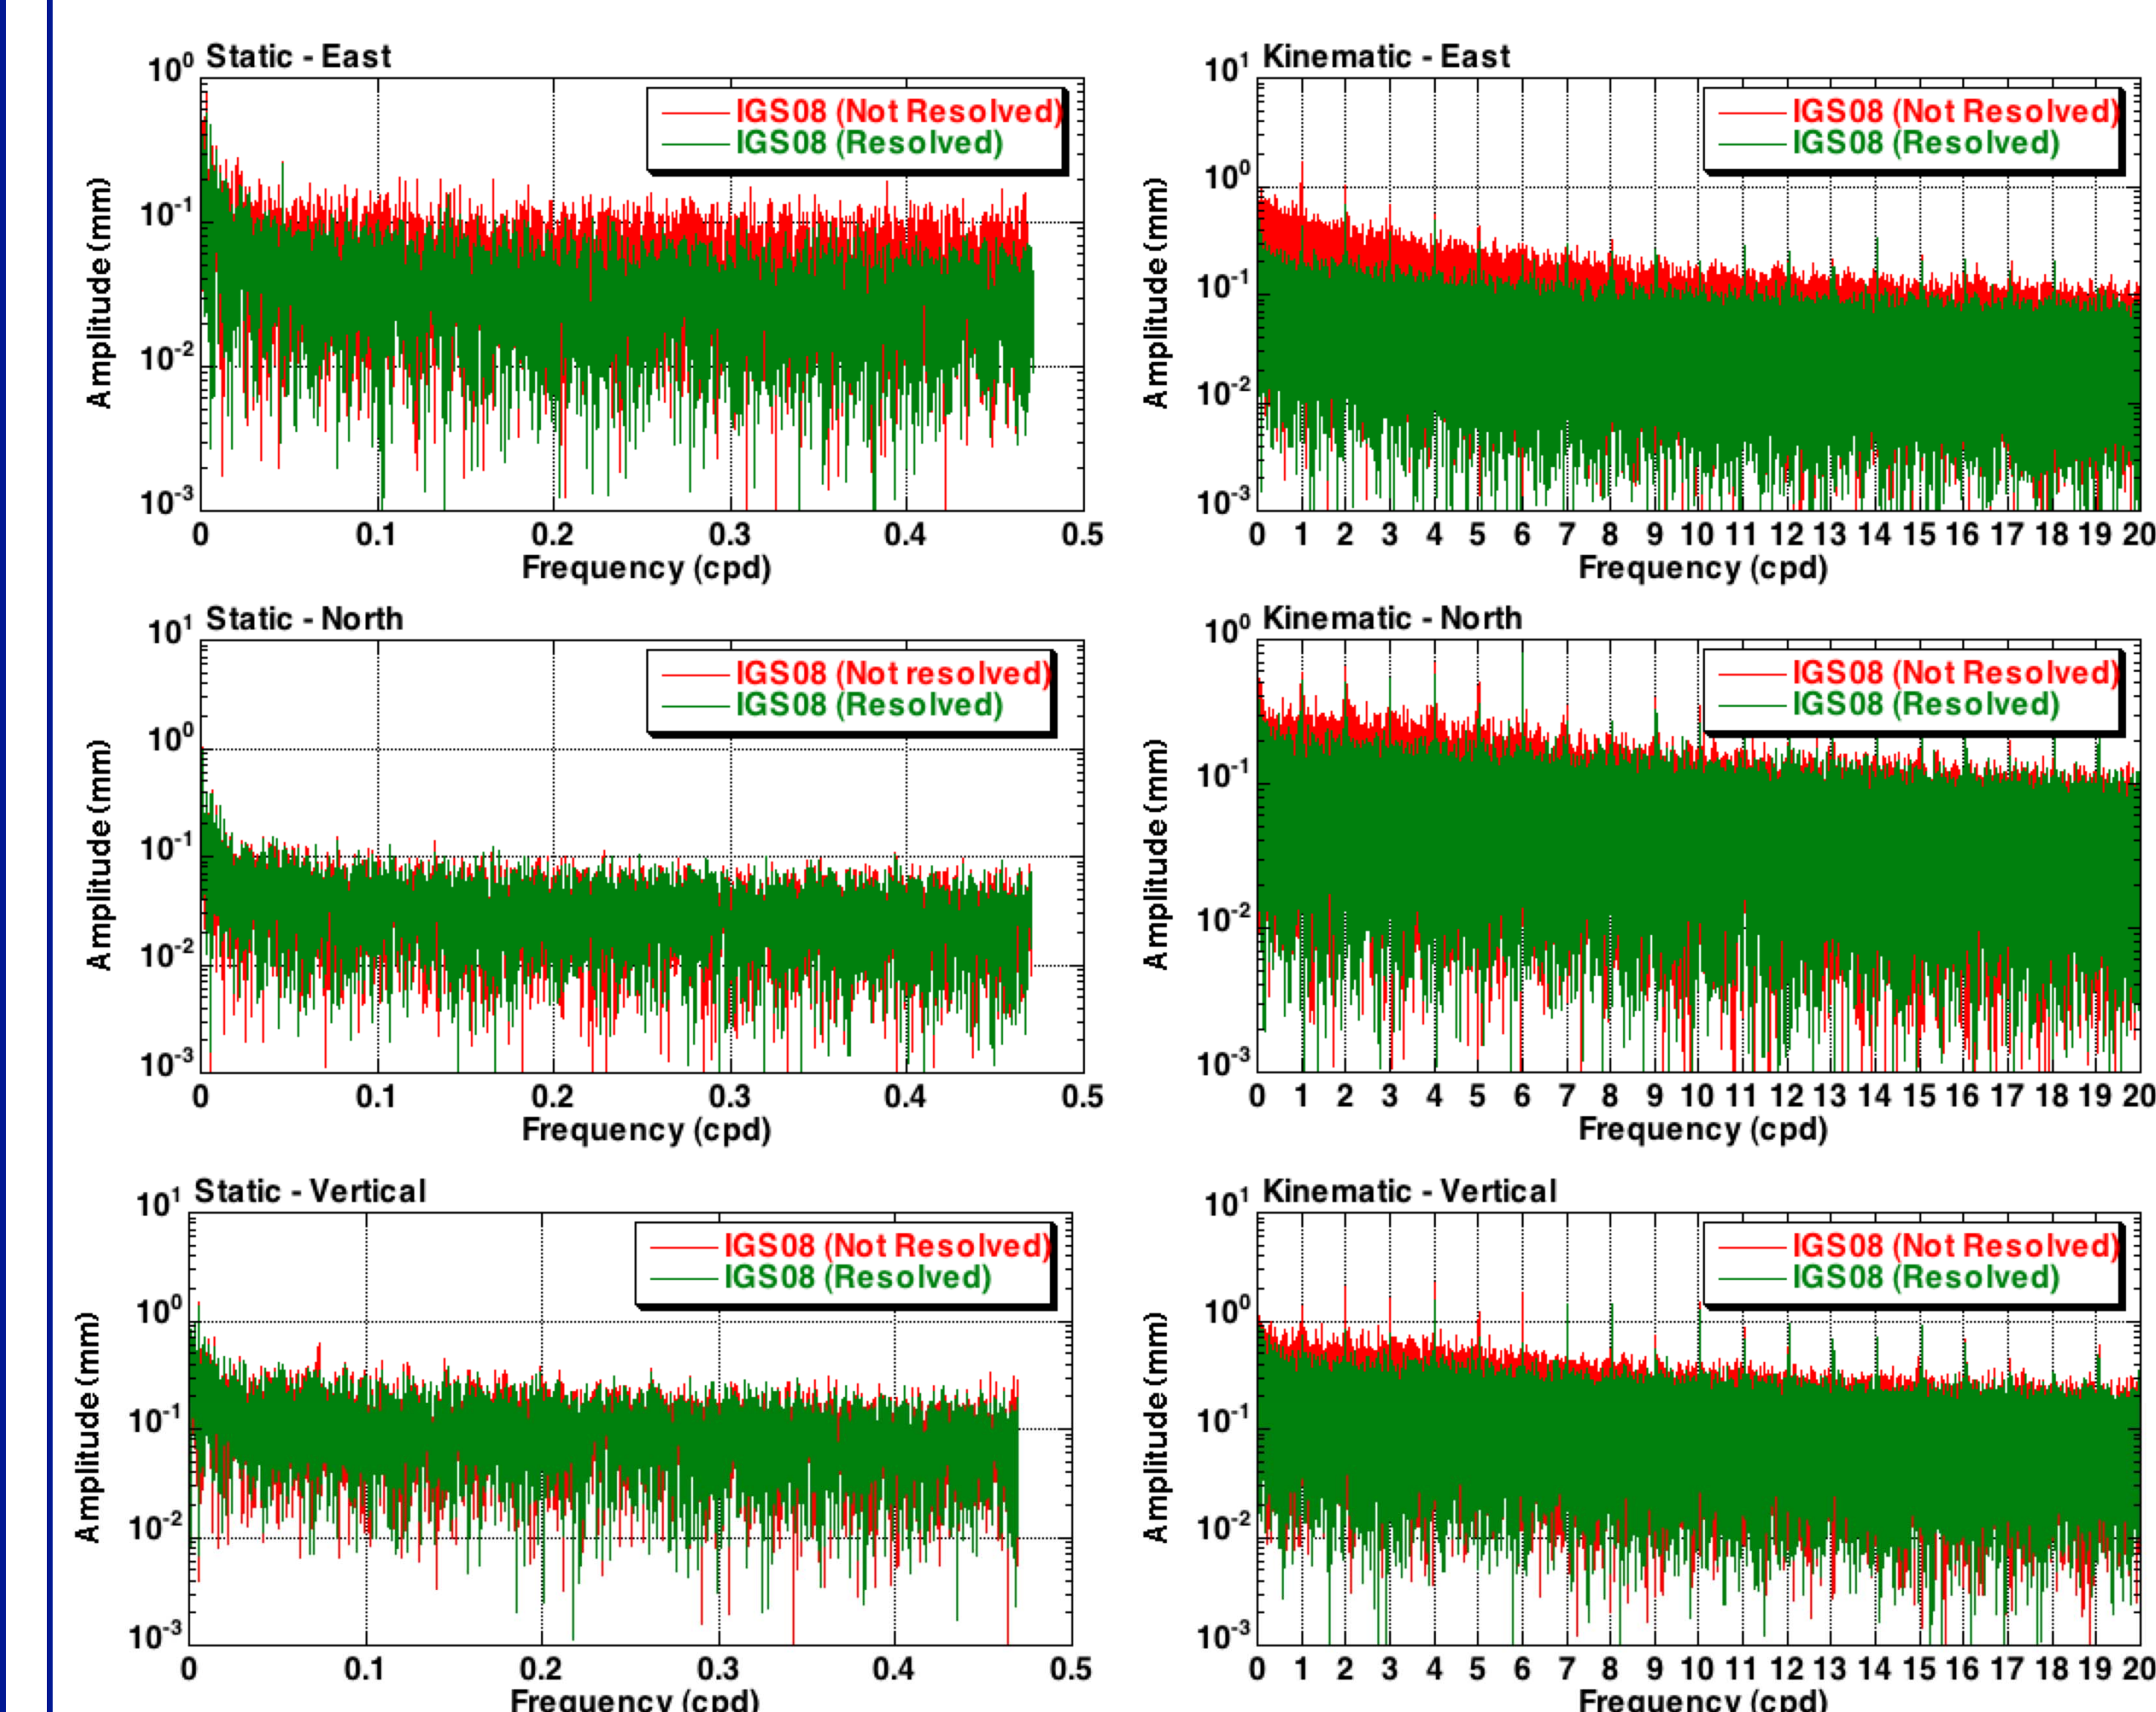 Static - East
10⁰
10⁻¹
10⁻²
10⁻³
Amplitude (mm)
IGS08 (Not Resolved)
IGS08 (Resolved)
0 0.1 0.2 0.3 0.4 0.5
Frequency (cpd)
Kinematic - East
10¹
10⁰
10⁻¹
10⁻²
10⁻³
Amplitude (mm)
IGS08 (Not Resolved)
IGS08 (Resolved)
0 1 2 3 4 5 6 7 8 9 10 11 12 13 14 15 16 17 18 19 20
Frequency (cpd)
Static - North
10¹
10⁰
10⁻¹
10⁻²
10⁻³
Amplitude (mm)
IGS08 (Not resolved)
IGS08 (Resolved)
0 0.1 0.2 0.3 0.4 0.5
Frequency (cpd)
Kinematic - North
10⁰
10⁻¹
10⁻²
10⁻³
Amplitude (mm)
IGS08 (Not Resolved)
IGS08 (Resolved)
0 1 2 3 4 5 6 7 8 9 10 11 12 13 14 15 16 17 18 19 20
Frequency (cpd)
Static - Vertical
10¹
10⁰
10⁻¹
10⁻²
10⁻³
Amplitude (mm)
IGS08 (Not Resolved)
IGS08 (Resolved)
0 0.1 0.2 0.3 0.4 0.5
Frequency (cpd)
Kinematic - Vertical
10¹
10⁰
10⁻¹
10⁻²
10⁻³
Amplitude (mm)
IGS08 (Not Resolved)
IGS08 (Resolved)
0 1 2 3 4 5 6 7 8 9 10 11 12 13 14 15 16 17 18 19 20
Frequency (cpd)